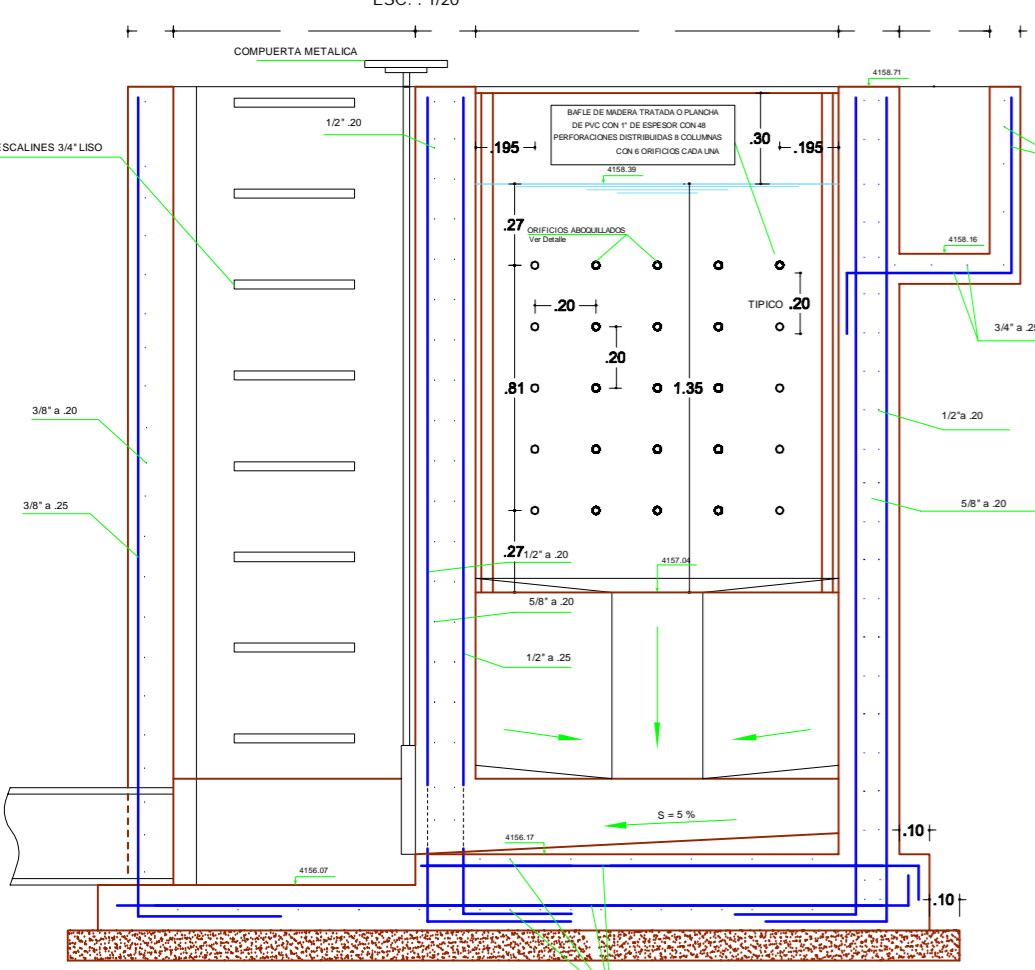 ESC. : 1/20
COMPUERTA METALICA
4158.71
BAFLE DE MADERA TRATADA O PLANCHA
DE PVC CON 1" DE ESPESOR CON 48
PERFORACIONES DISTRIBUIDAS 8 COLUMNAS
CON 6 ORIFICIOS CADA UNA
1/2" .20
.30
ESCALINES 3/4" LISO
.195
.195
4158.39
.27
ORIFICIOS ABOQUILLADOS
Ver Detalle
4158.16
.20
TIPICO .20
3/4" a .25
.20
.81
1.35
3/8" a .20
1/2"a .20
3/8" a .25
5/8" a .20
.27
1/2" a .20
4157.04
5/8" a .20
1/2" a .25
S = 5 %
4156.17
.10
4156.07
.10